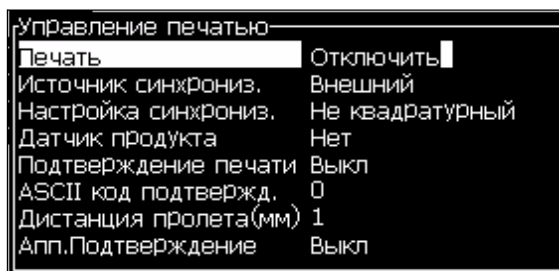 Управление печатью
Печать Отключить
Источник синхрониз. Внешний
Настройка синхрониз. Не квадратурный
Датчик продукта Нет
Подтверждение печати Выкл
ASCII код подтвержд. 0
Дистанция пролета(мм) 1
Апп.Подтверждение Выкл